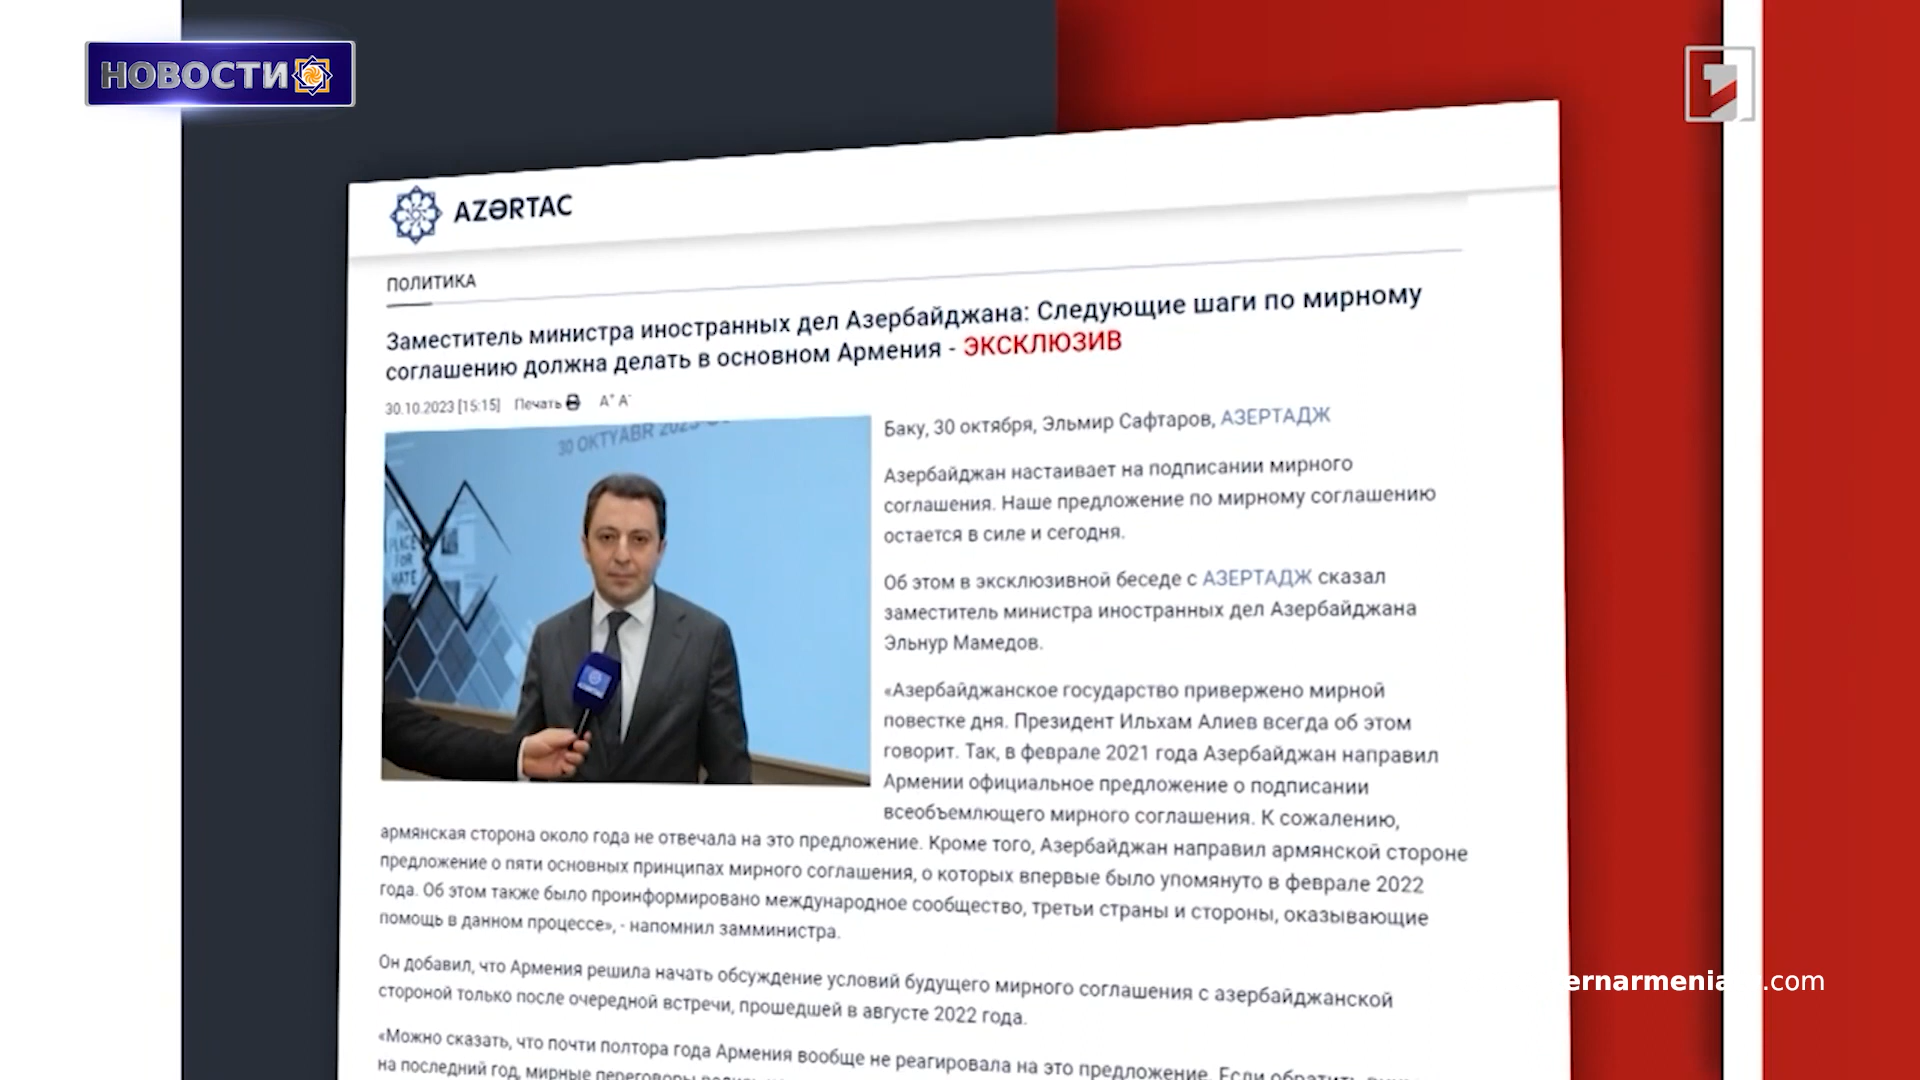 НОВОСТИ
AZƏRTAC
ПОЛИТИКА
Заместитель министра иностранных дел Азербайджана: Следующие шаги по мирному
соглашению должна делать в основном Армения - ЭКСКЛЮЗИВ
30.10.2023 [15:15] Печать A⁺ A⁻
30 OKTYABR 2023
NO
PLACE
FOR
HATE
Баку, 30 октября, Эльмир Сафтаров, АЗЕРТАДЖ
Азербайджан настаивает на подписании мирного
соглашения. Наше предложение по мирному соглашению
остается в силе и сегодня.
Об этом в эксклюзивной беседе с АЗЕРТАДЖ сказал
заместитель министра иностранных дел Азербайджана
Эльнур Мамедов.
«Азербайджанское государство привержено мирной
повестке дня. Президент Ильхам Алиев всегда об этом
говорит. Так, в феврале 2021 года Азербайджан направил
Армении официальное предложение о подписании
всеобъемлющего мирного соглашения. К сожалению,
армянская сторона около года не отвечала на это предложение. Кроме того, Азербайджан направил армянской стороне
предложение о пяти основных принципах мирного соглашения, о которых впервые было упомянуто в феврале 2022
года. Об этом также было проинформировано международное сообщество, третьи страны и стороны, оказывающие
помощь в данном процессе», - напомнил замминистра.
Он добавил, что Армения решила начать обсуждение условий будущего мирного соглашения с азербайджанской
стороной только после очередной встречи, прошедшей в августе 2022 года.
«Можно сказать, что почти полтора года Армения вообще не реагировала на это предложение. Если обратить
на последний год, мирные переговоры
ernarmenia .com